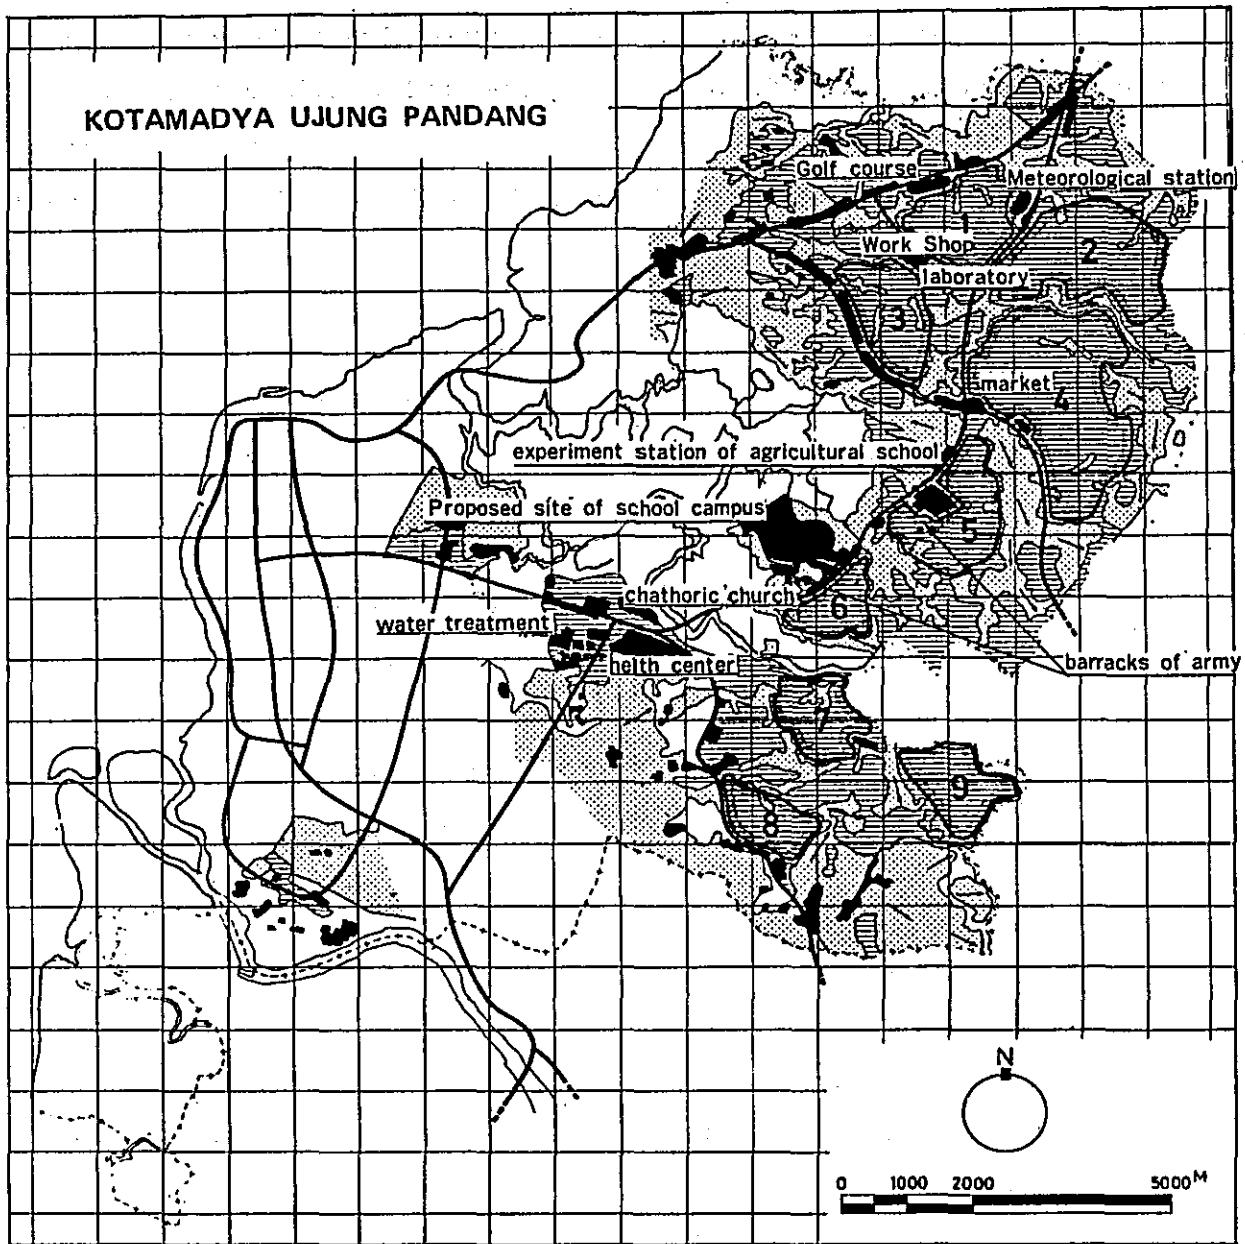 KOTAMADYA UJUNG PANDANG
Golf course
Meteorological station
1
Work Shop
2
laboratory
3
market
4
experiment station of agricultural school
Proposed site of school campus
5
chathoric church
6
water treatment
helth center
barracks of army
7
9
8
N
0 1000 2000 5000M